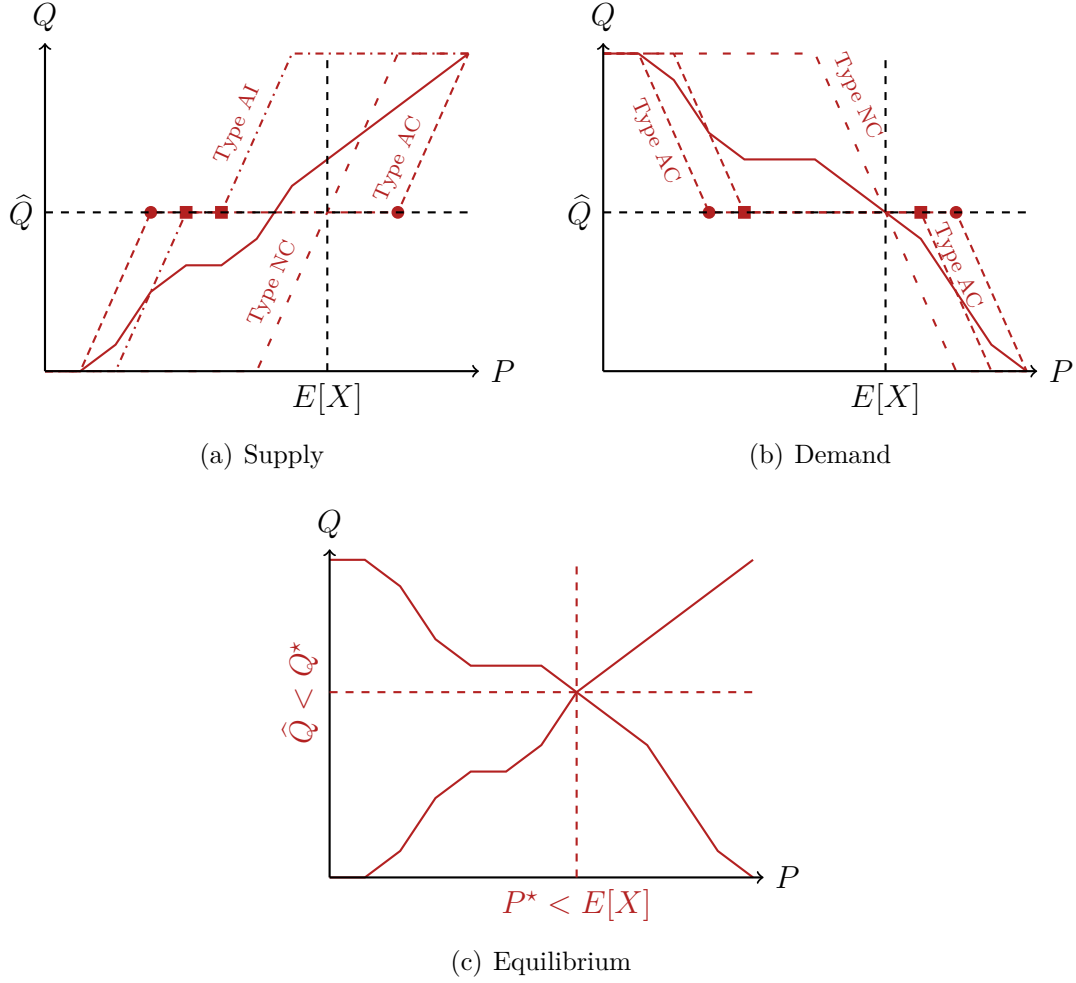 Q
Q
Type AI
Type AC
Type NC
Q̂
P
E[X]
Type NC
Type AC
Type AC
Q̂
P
E[X]
(a) Supply
(b) Demand
Q
Q̂ < Q⋆
P
P⋆ < E[X]
(c) Equilibrium